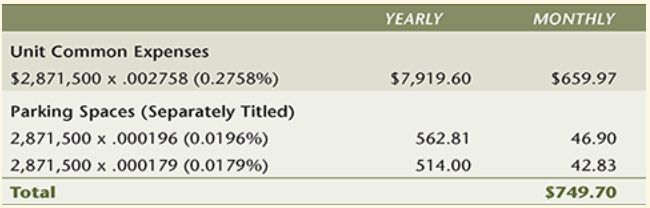 YEARLY MONTHLY
Unit Common Expenses
$2,871,500 x .002758 (0.2758%) $7,919.60 $659.97
Parking Spaces (Separately Titled)
2,871,500 x .000196 (0.0196%) 562.81 46.90
2,871,500 x .000179 (0.0179%) 514.00 42.83
Total $749.70